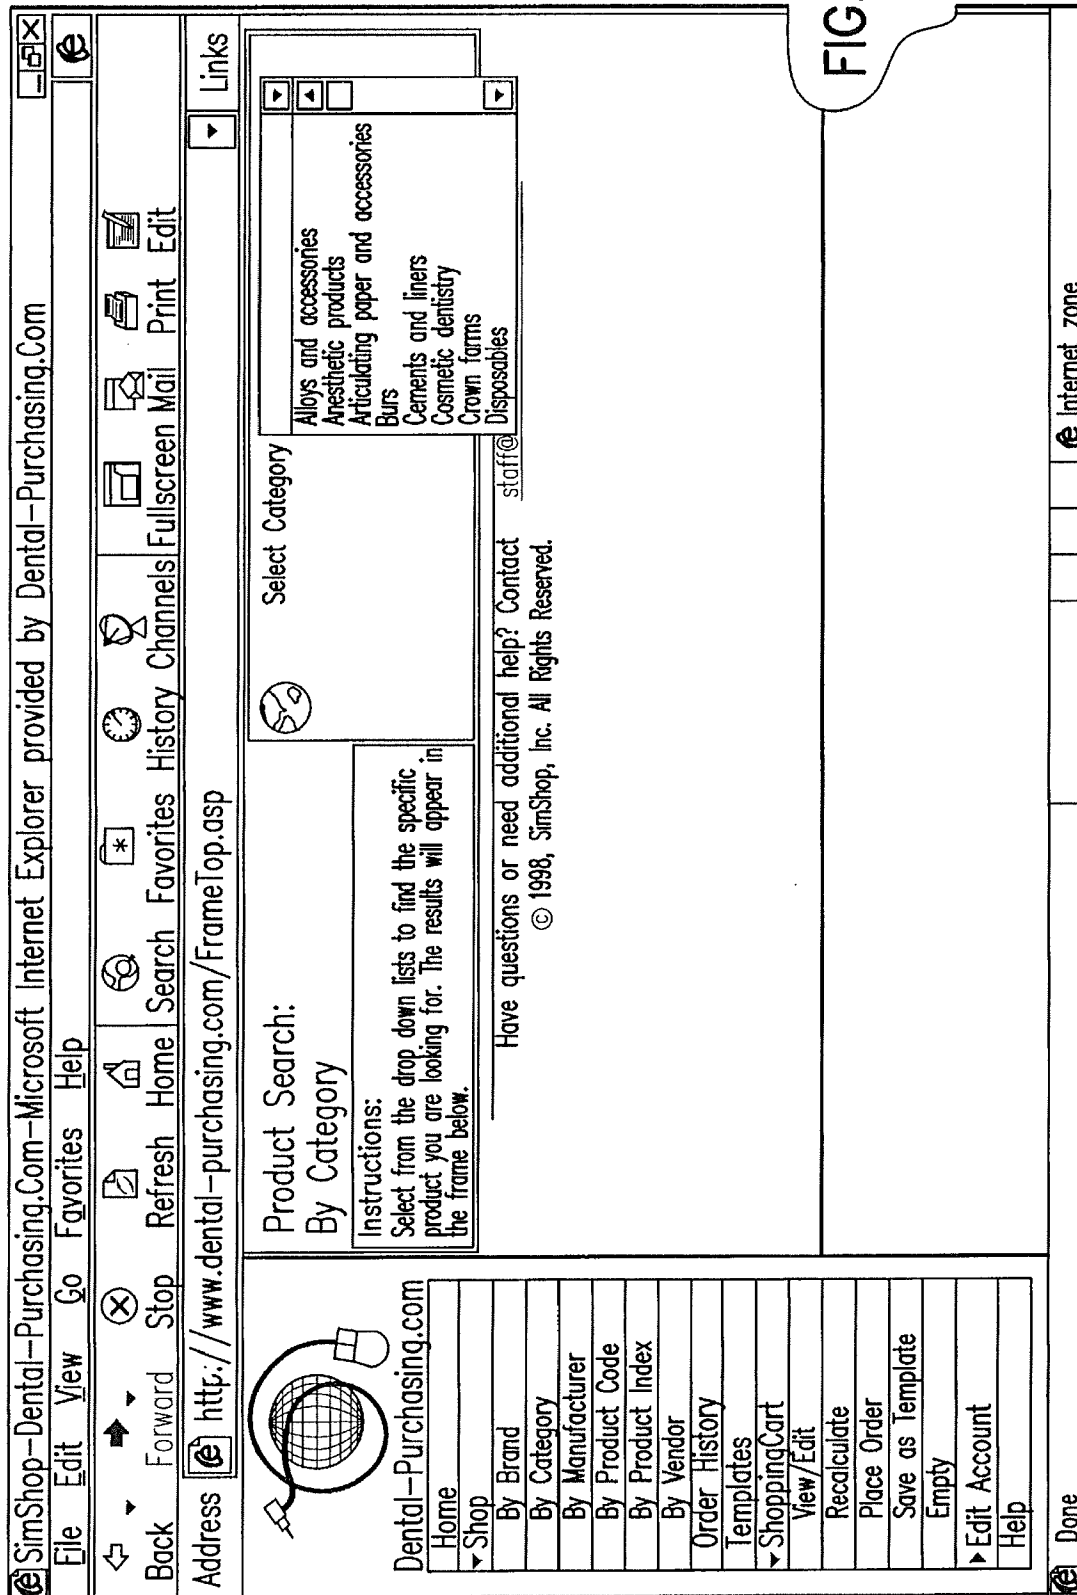 SimShop-Dental-Purchasing.Com-Microsoft Internet Explorer provided by Dental-Purchasing.Com
File Edit View Go Favorites Help
Back Forward Stop Refresh Home Search Favorites History Channels Fullscreen Mail Print Edit
Address http://www.dental-purchasing.com/FrameTop.asp Links
Dental-Purchasing.com
Home
Shop
By Brand
By Category
By Manufacturer
By Product Code
By Product Index
By Vendor
Order History
Templates
ShoppingCart
View/Edit
Recalculate
Place Order
Save as Template
Empty
Edit Account
Help
Product Search:
By Category
Instructions:
Select from the drop down lists to find the specific
product you are looking for. The results will appear in
the frame below.
Select Category
Alloys and accessories
Anesthetic products
Articulating paper and accessories
Burs
Cements and liners
Cosmetic dentistry
Crown farms
Disposables
Have questions or need additional help? Contact staff@
© 1998, SimShop, Inc. All Rights Reserved.
FIG.
Done Internet zone